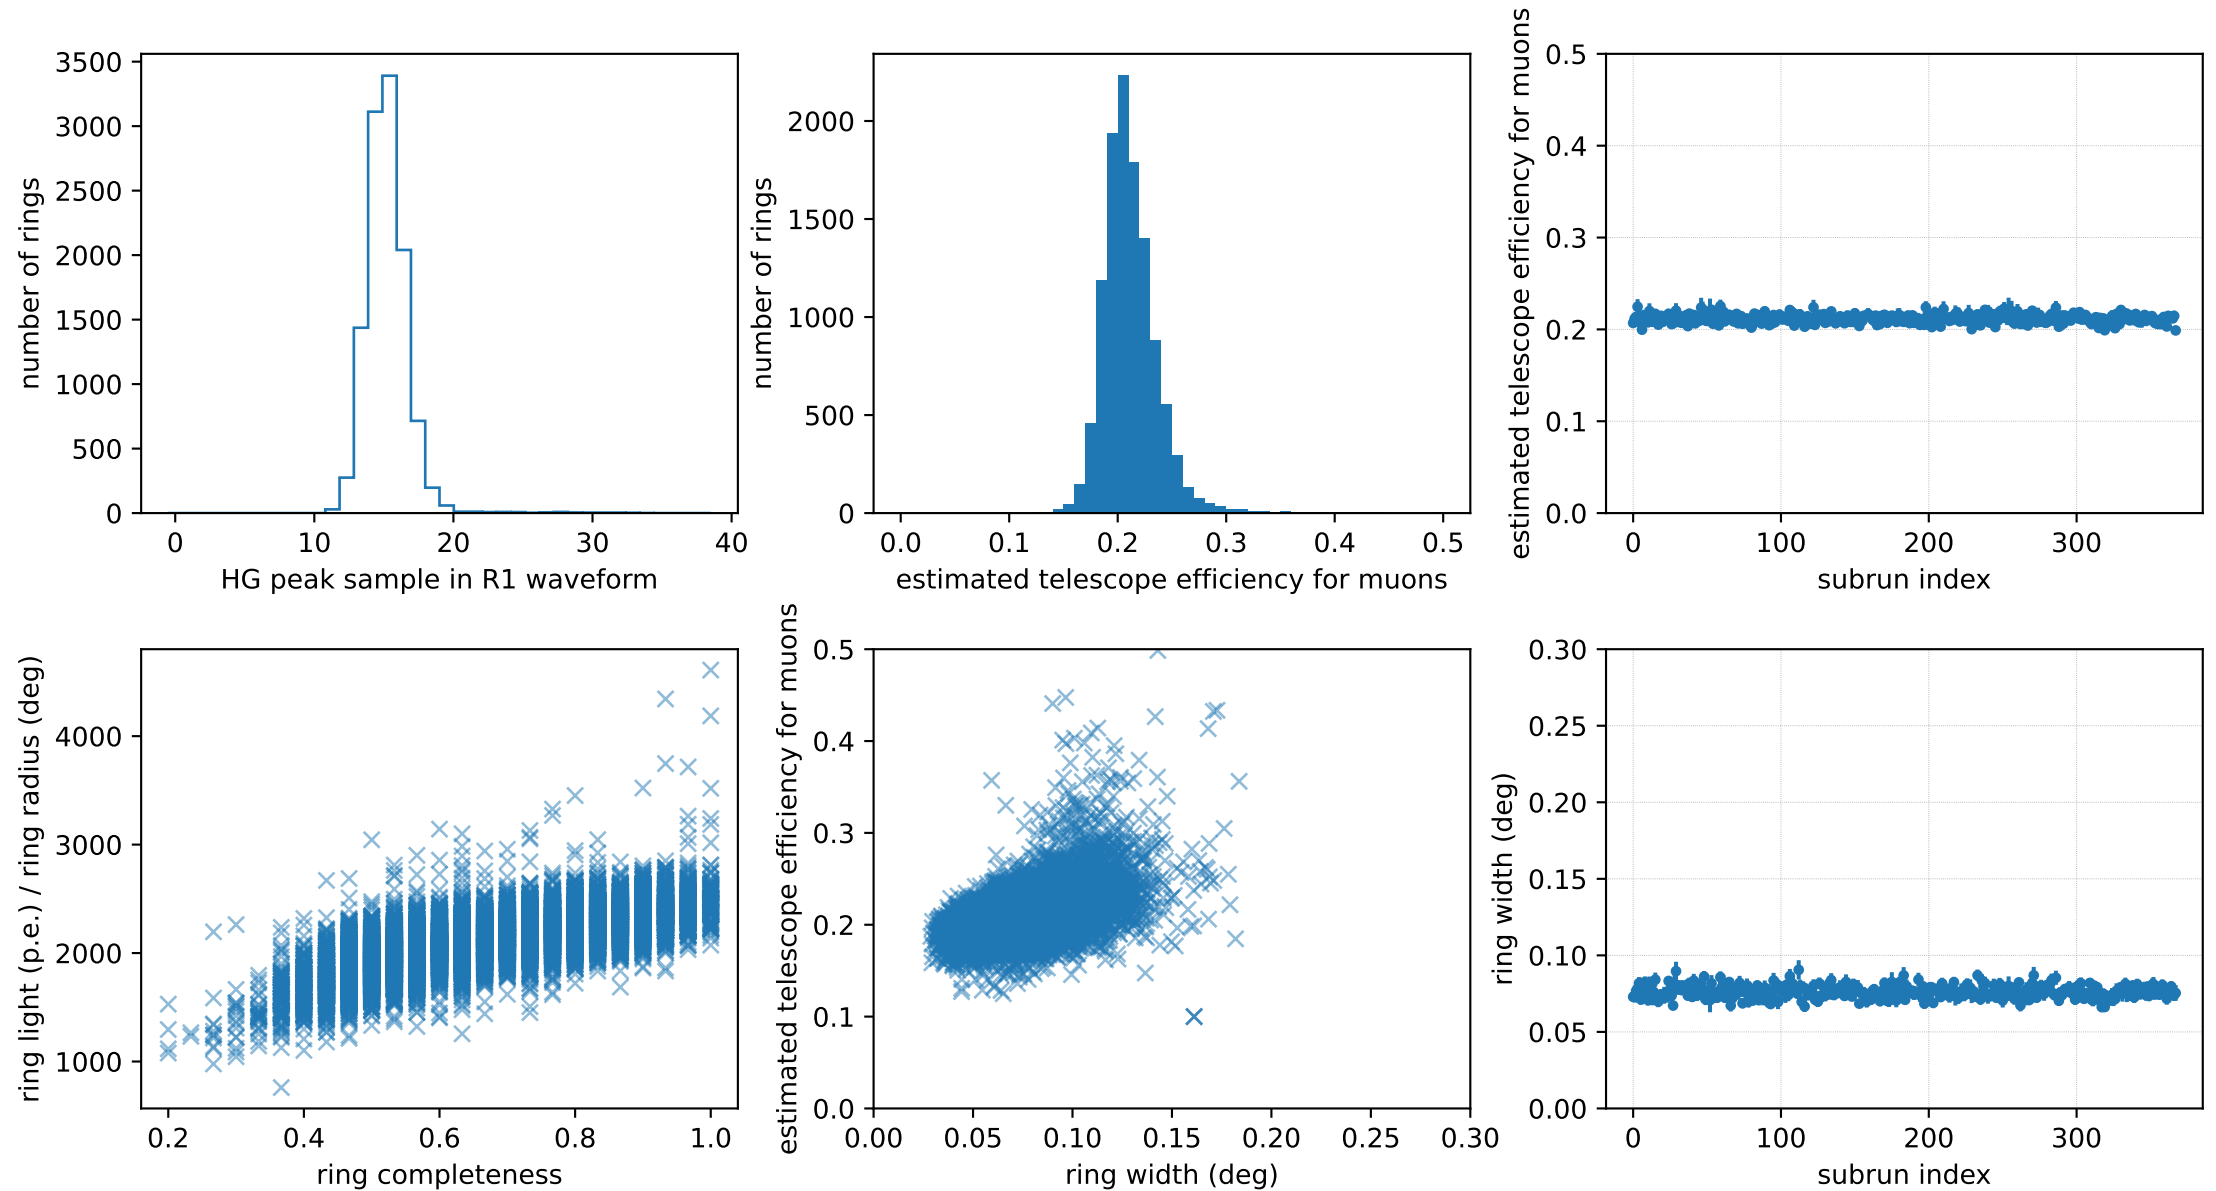 3500
3000
2500
2000
1500
1000
500
0
number of rings
0 10 20 30 40
HG peak sample in R1 waveform
2000
1500
1000
500
0
number of rings
0.0 0.1 0.2 0.3 0.4 0.5
estimated telescope efficiency for muons
0.5
0.4
0.3
0.2
0.1
0.0
estimated telescope efficiency for muons
0 100 200 300
subrun index
4000
3000
2000
1000
ring light (p.e.) / ring radius (deg)
0.2 0.4 0.6 0.8 1.0
ring completeness
0.5
0.4
0.3
0.2
0.1
0.0
estimated telescope efficiency for muons
0.00 0.05 0.10 0.15 0.20 0.25 0.30
ring width (deg)
0.30
0.25
0.20
0.15
0.10
0.05
0.00
ring width (deg)
0 100 200 300
subrun index